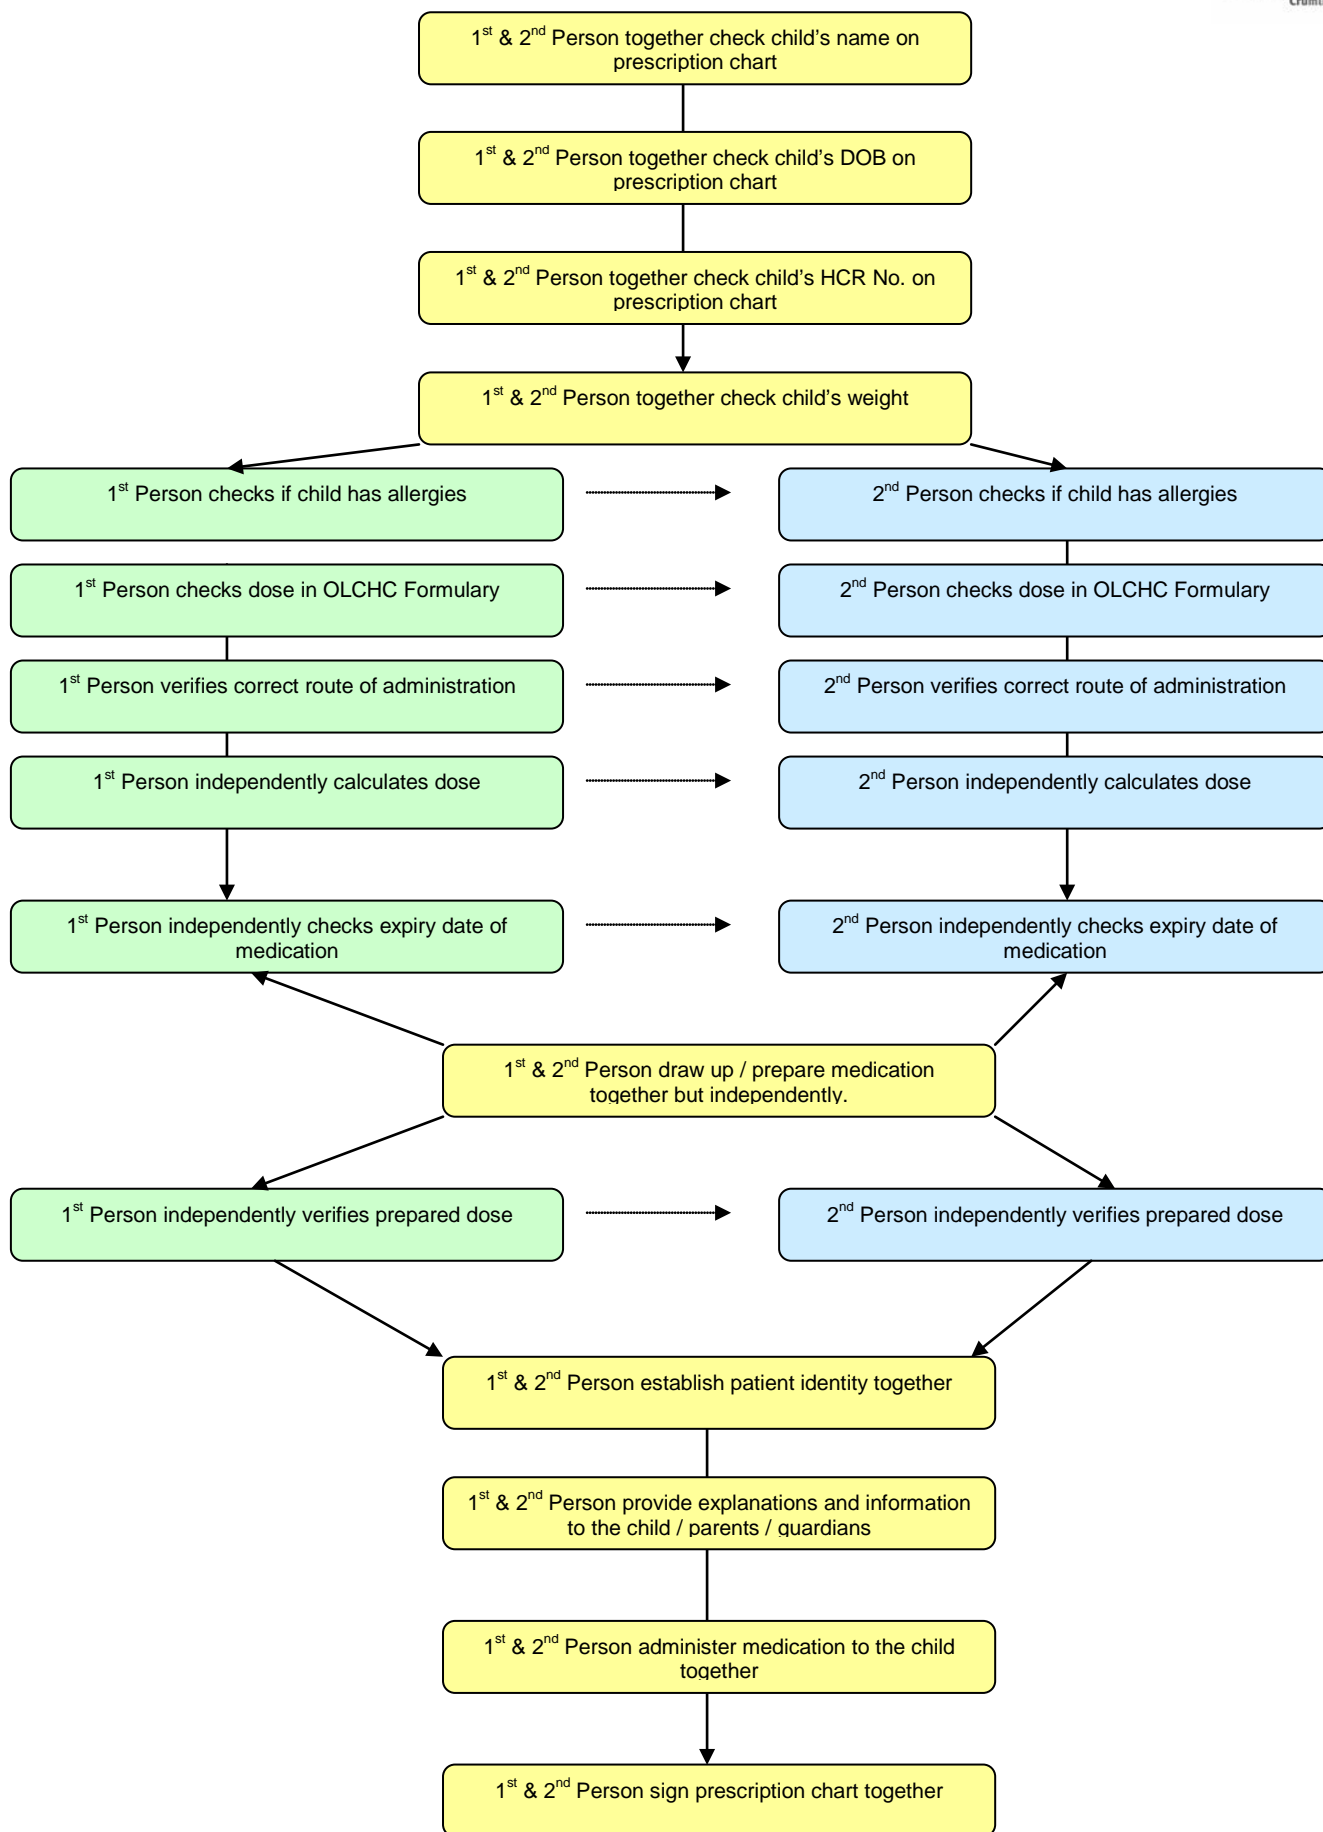 1st & 2nd Person together check child's name on
prescription chart
1st & 2nd Person together check child's DOB on
prescription chart
1st & 2nd Person together check child's HCR No. on
prescription chart
1st & 2nd Person together check child's weight
1st Person checks if child has allergies
2nd Person checks if child has allergies
1st Person checks dose in OLCHC Formulary
2nd Person checks dose in OLCHC Formulary
1st Person verifies correct route of administration
2nd Person verifies correct route of administration
1st Person independently calculates dose
2nd Person independently calculates dose
1st Person independently checks expiry date of
medication
2nd Person independently checks expiry date of
medication
1st & 2nd Person draw up / prepare medication
together but independently.
1st Person independently verifies prepared dose
2nd Person independently verifies prepared dose
1st & 2nd Person establish patient identity together
1st & 2nd Person provide explanations and information
to the child / parents / guardians
1st & 2nd Person administer medication to the child
together
1st & 2nd Person sign prescription chart together